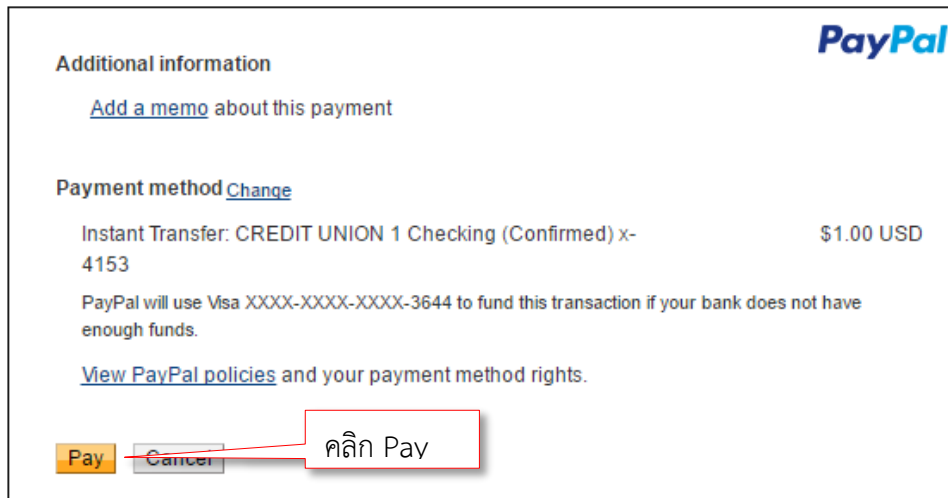 PayPal
Additional information
Add a memo about this payment
Payment method Change
Instant Transfer: CREDIT UNION 1 Checking (Confirmed) x-
4153
$1.00 USD
PayPal will use Visa XXXX-XXXX-XXXX-3644 to fund this transaction if your bank does not have
enough funds.
View PayPal policies and your payment method rights.
Pay Cancel
คลิก Pay